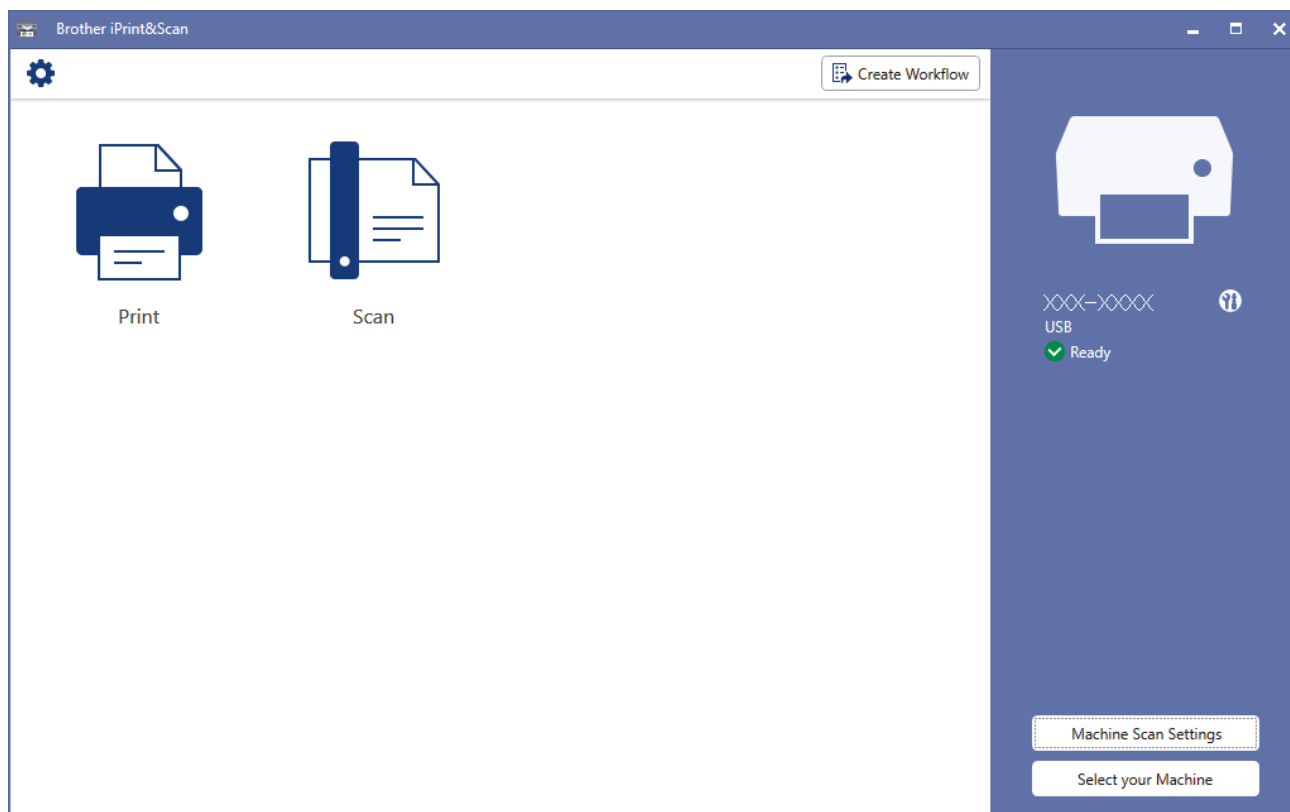 Brother iPrint&Scan
Create Workflow
Print
Scan
XXX-XXXX
USB
Ready
Machine Scan Settings
Select your Machine